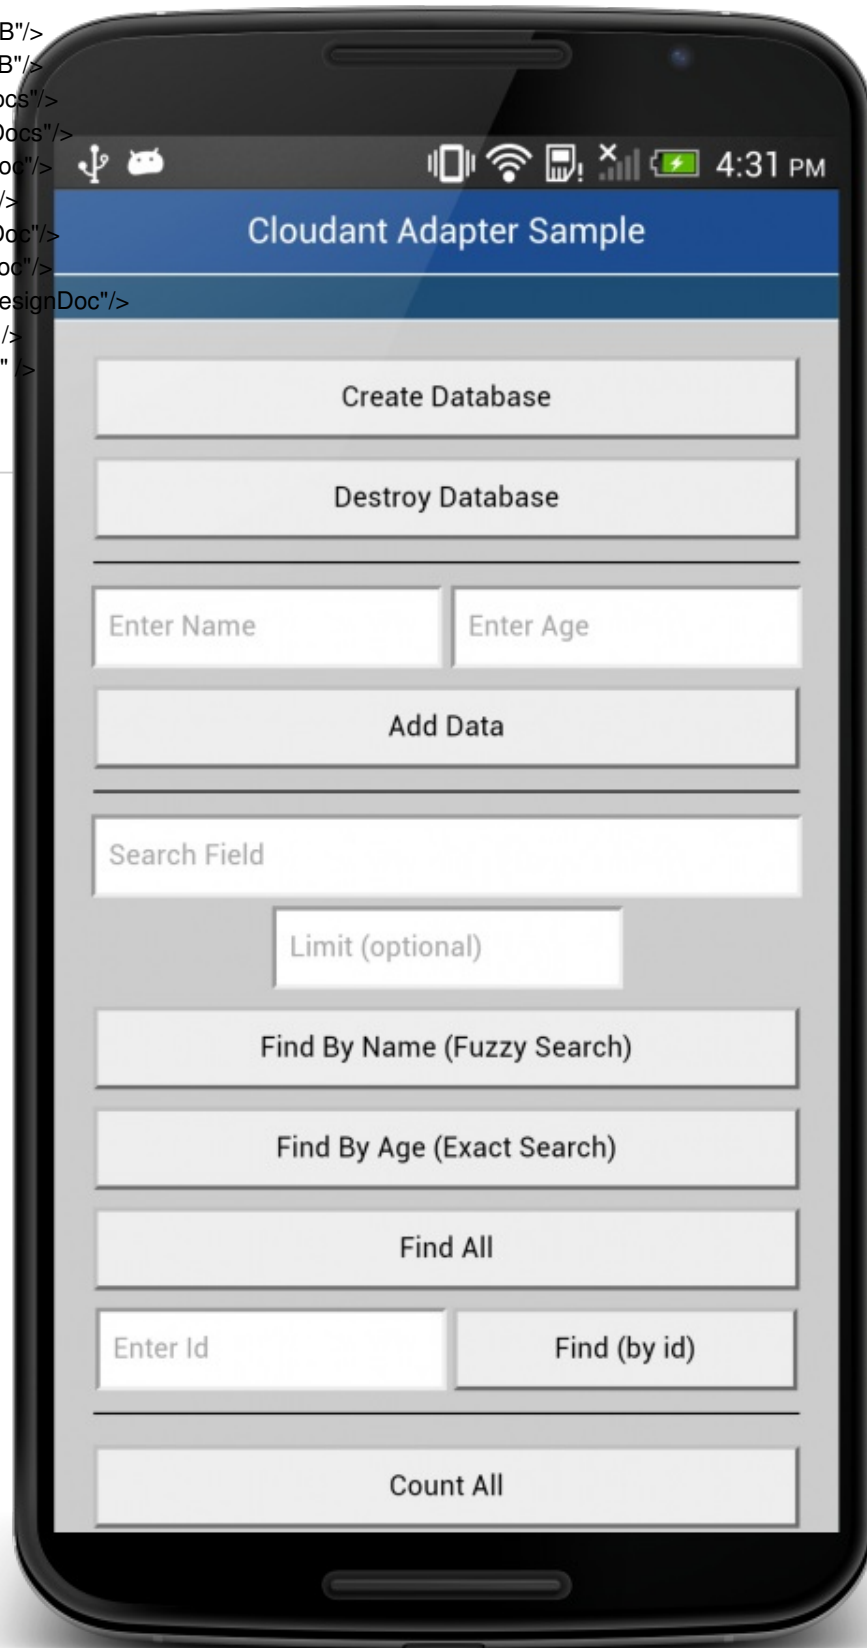 B"/>
B"/>
ocs"/>
Docs"/>
oc"/>
/>
Doc"/>
oc"/>
esignDoc"/>
/>
" />
4:31 PM
Cloudant Adapter Sample
Create Database
Destroy Database
Enter Name Enter Age
Add Data
Search Field
Limit (optional)
Find By Name (Fuzzy Search)
Find By Age (Exact Search)
Find All
Enter Id Find (by id)
Count All